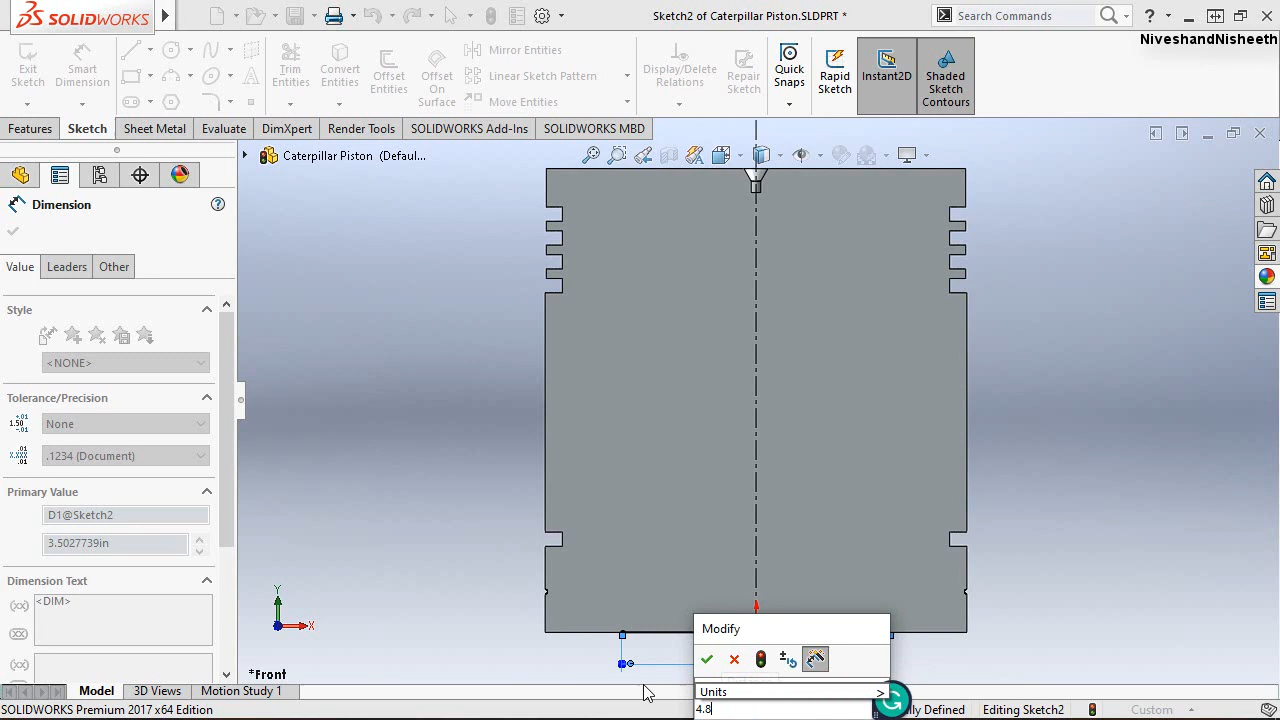 SOLIDWORKS
Sketch2 of Caterpillar Piston.SLDPRT *
Search Commands
?
NiveshandNisheeth
Exit Sketch
Smart Dimension
Trim Entities
Convert Entities
Offset Entities
Offset On Surface
Mirror Entities
Linear Sketch Pattern
Move Entities
Display/Delete Relations
Repair Sketch
Quick Snaps
Rapid Sketch
Instant2D
Shaded Sketch Contours
Features
Sketch
Sheet Metal
Evaluate
DimXpert
Render Tools
SOLIDWORKS Add-Ins
SOLIDWORKS MBD
Caterpillar Piston (Defaul...
Dimension
Value
Leaders
Other
Style
<NONE>
Tolerance/Precision
None
.1234 (Document)
Primary Value
D1@Sketch2
3.5027739in
Dimension Text
<DIM>
Y
X
*Front
Modify
Units >
4.8
Model
3D Views
Motion Study 1
SOLIDWORKS Premium 2017 x64 Edition
ly Defined
Editing Sketch2
Custom